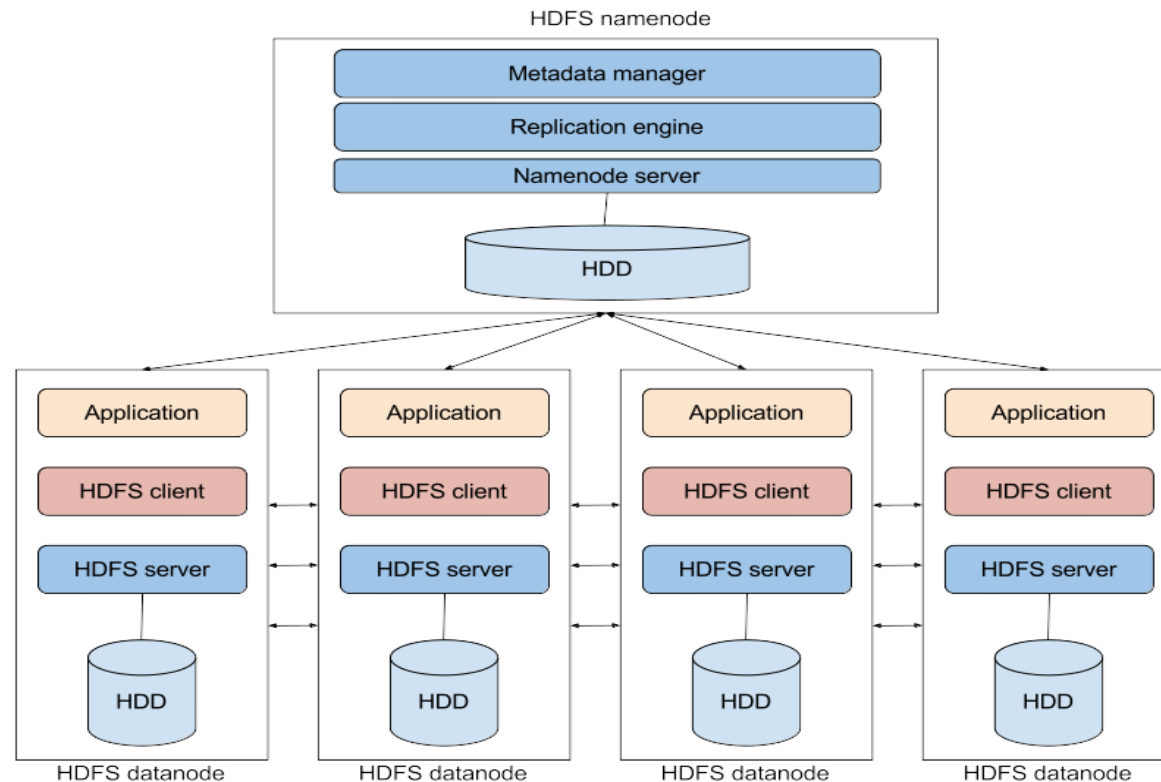 HDFS namenode
Metadada manager
Replication engine
Namenode server
HDD
Application
Application
Application
Application
HDFS client
HDFS client
HDFS client
HDFS client
HDFS server
HDFS server
HDFS server
HDFS server
HDD
HDD
HDD
HDD
HDFS datanode
HDFS datanode
HDFS datanode
HDFS datanode